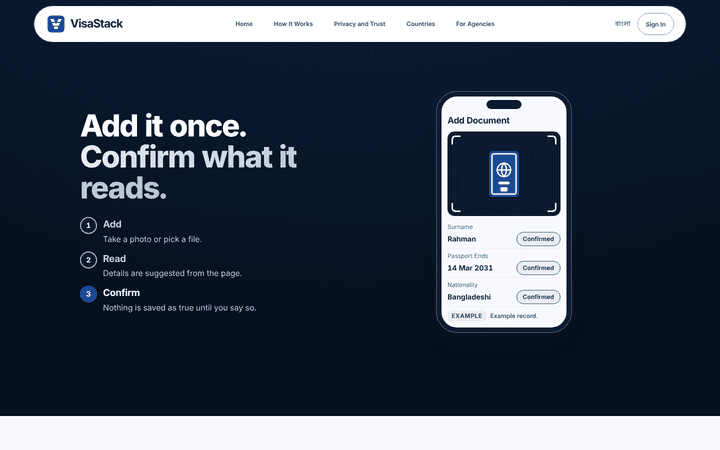 VisaStack
Home
How It Works
Privacy and Trust
Countries
For Agencies
বাংলা
Sign In
Add it once.
Confirm what it
reads.
1 Add
Take a photo or pick a file.
2 Read
Details are suggested from the page.
3 Confirm
Nothing is saved as true until you say so.
Add Document
Surname
Rahman Confirmed
Passport Ends
14 Mar 2031 Confirmed
Nationality
Bangladeshi Confirmed
EXAMPLE Example record.